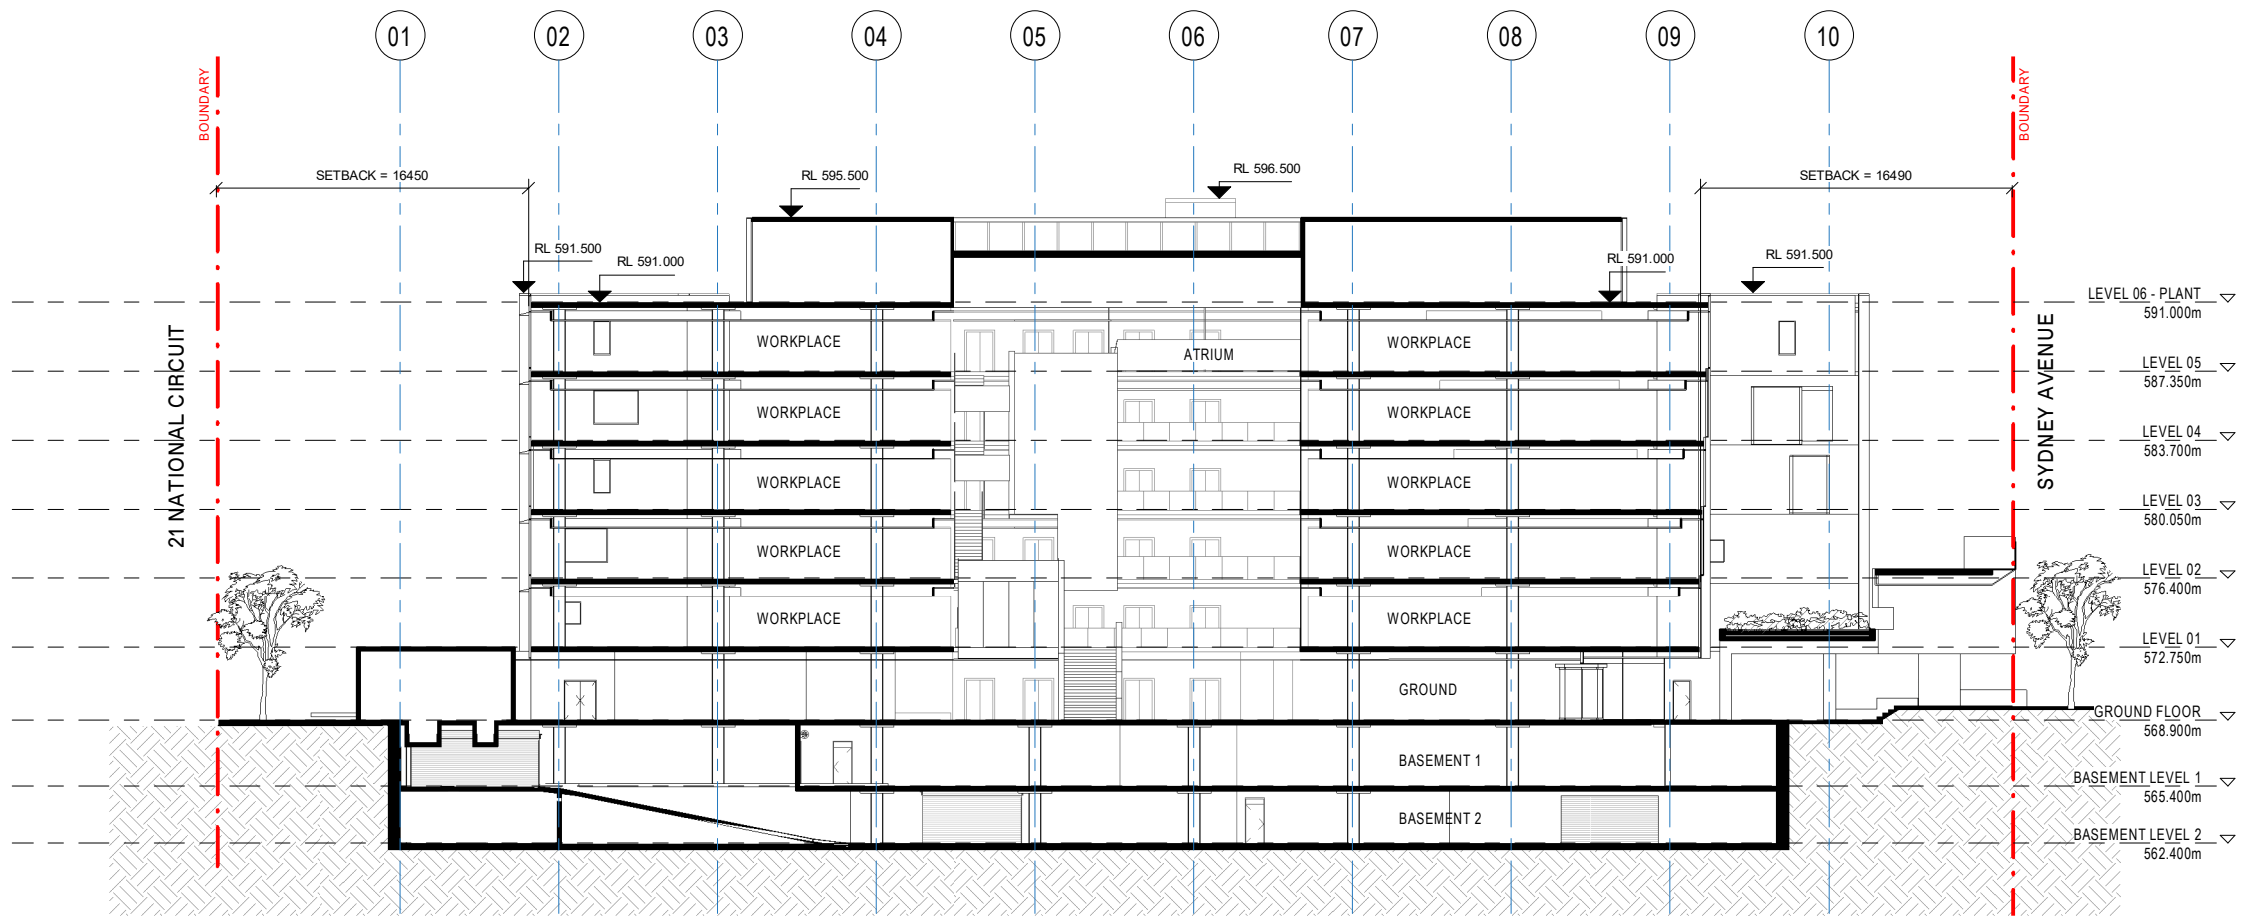 01
02
03
04
05
06
07
08
09
10
BOUNDARY
BOUNDARY
SETBACK = 16450
RL 595.500
RL 596.500
SETBACK = 16490
RL 591.500
RL 591.000
RL 591.000
RL 591.500
LEVEL 06 - PLANT
591.000m
21 NATIONAL CIRCUIT
SYDNEY AVENUE
WORKPLACE
ATRIUM
WORKPLACE
LEVEL 05
587.350m
WORKPLACE
WORKPLACE
LEVEL 04
583.700m
WORKPLACE
WORKPLACE
LEVEL 03
580.050m
WORKPLACE
WORKPLACE
LEVEL 02
576.400m
WORKPLACE
WORKPLACE
LEVEL 01
572.750m
GROUND
GROUND FLOOR
568.900m
BASEMENT 1
BASEMENT LEVEL 1
565.400m
BASEMENT 2
BASEMENT LEVEL 2
562.400m